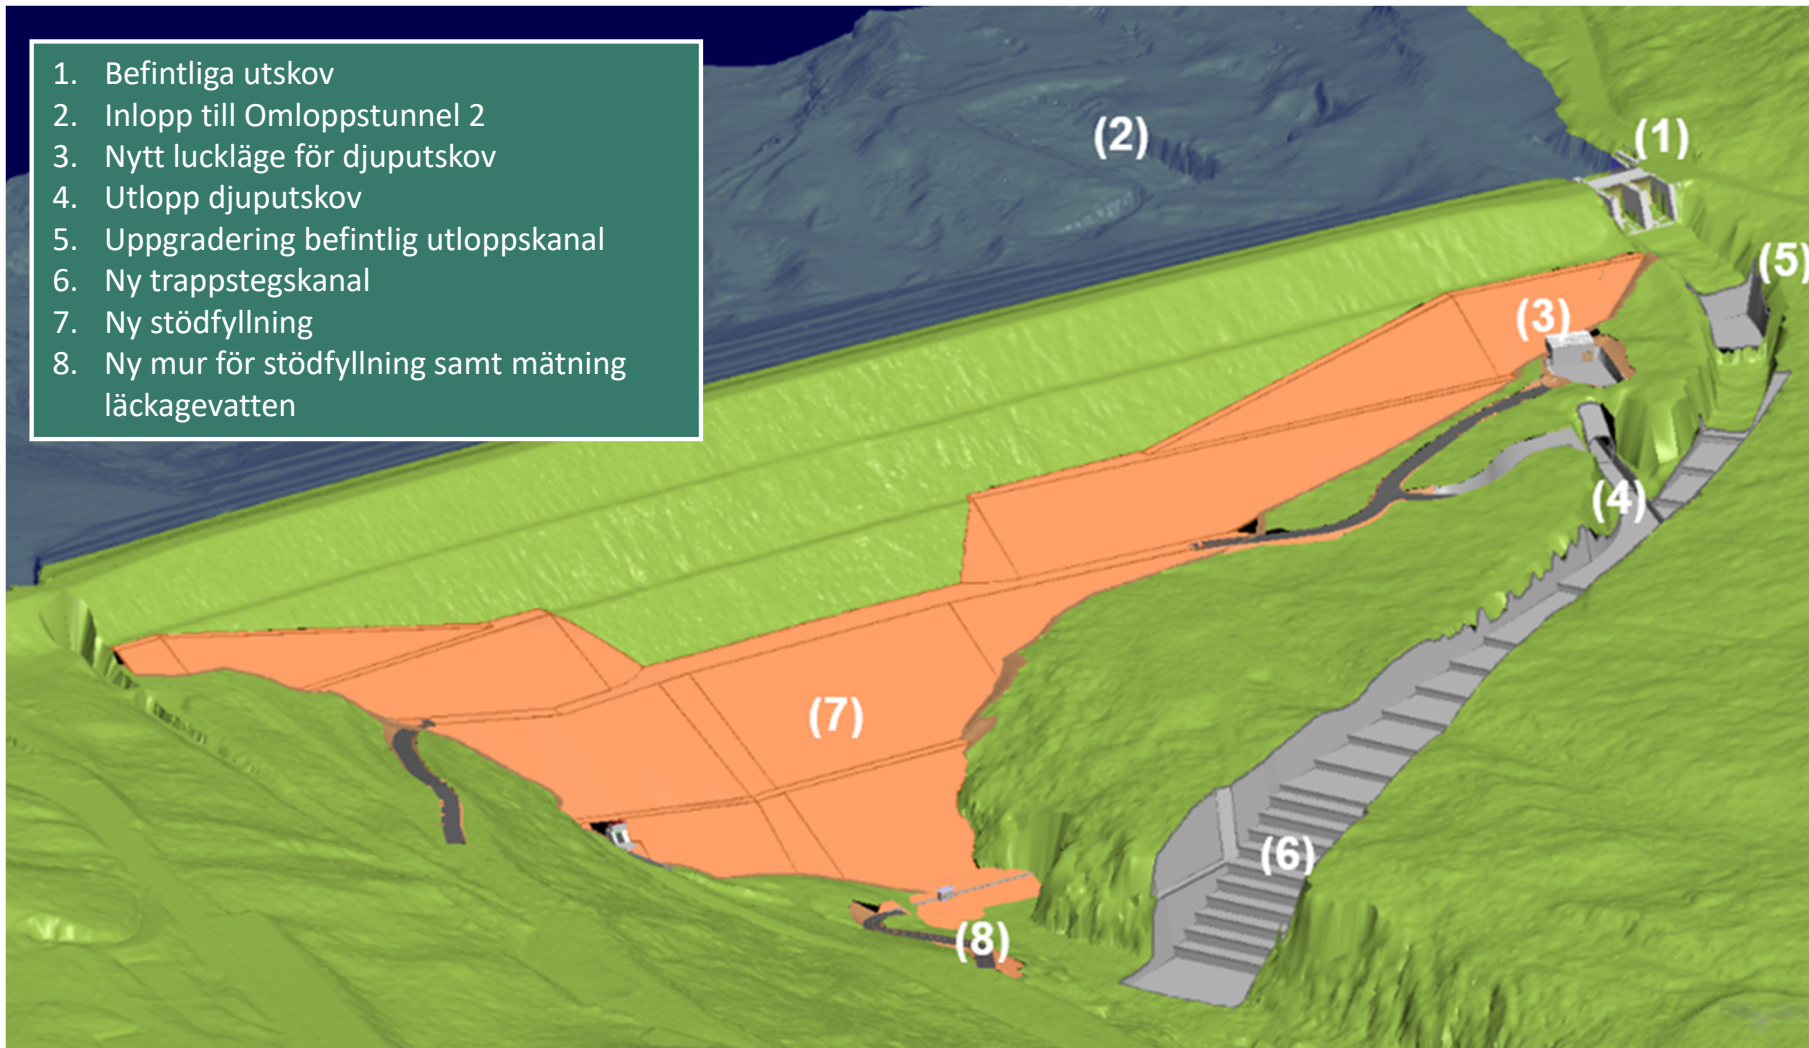 1. Befintliga utskov
2. Inlopp till Omloppstunnel 2
3. Nytt luckläge för djuputskov
4. Utlopp djuputskov
5. Uppgradering befintlig utloppskanal
6. Ny trappstegskanal
7. Ny stödfyllning
8. Ny mur för stödfyllning samt mätning
läckagevatten
(2)
(1)
(5)
(3)
(4)
(7)
(6)
(8)